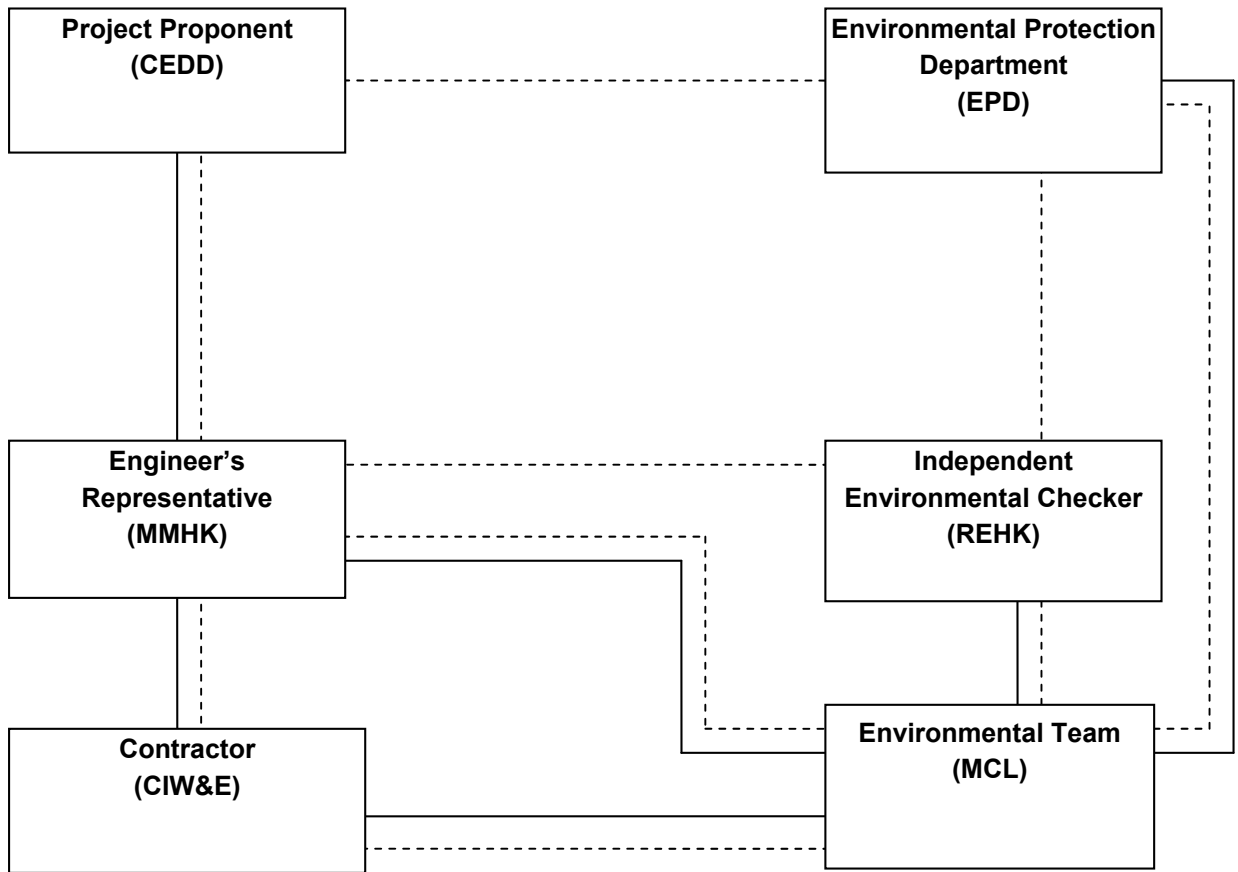 Project Proponent
(CEDD)
Environmental Protection
Department
(EPD)
Engineer’s
Representative
(MMHK)
Independent
Environmental Checker
(REHK)
Contractor
(CIW&E)
Environmental Team
(MCL)